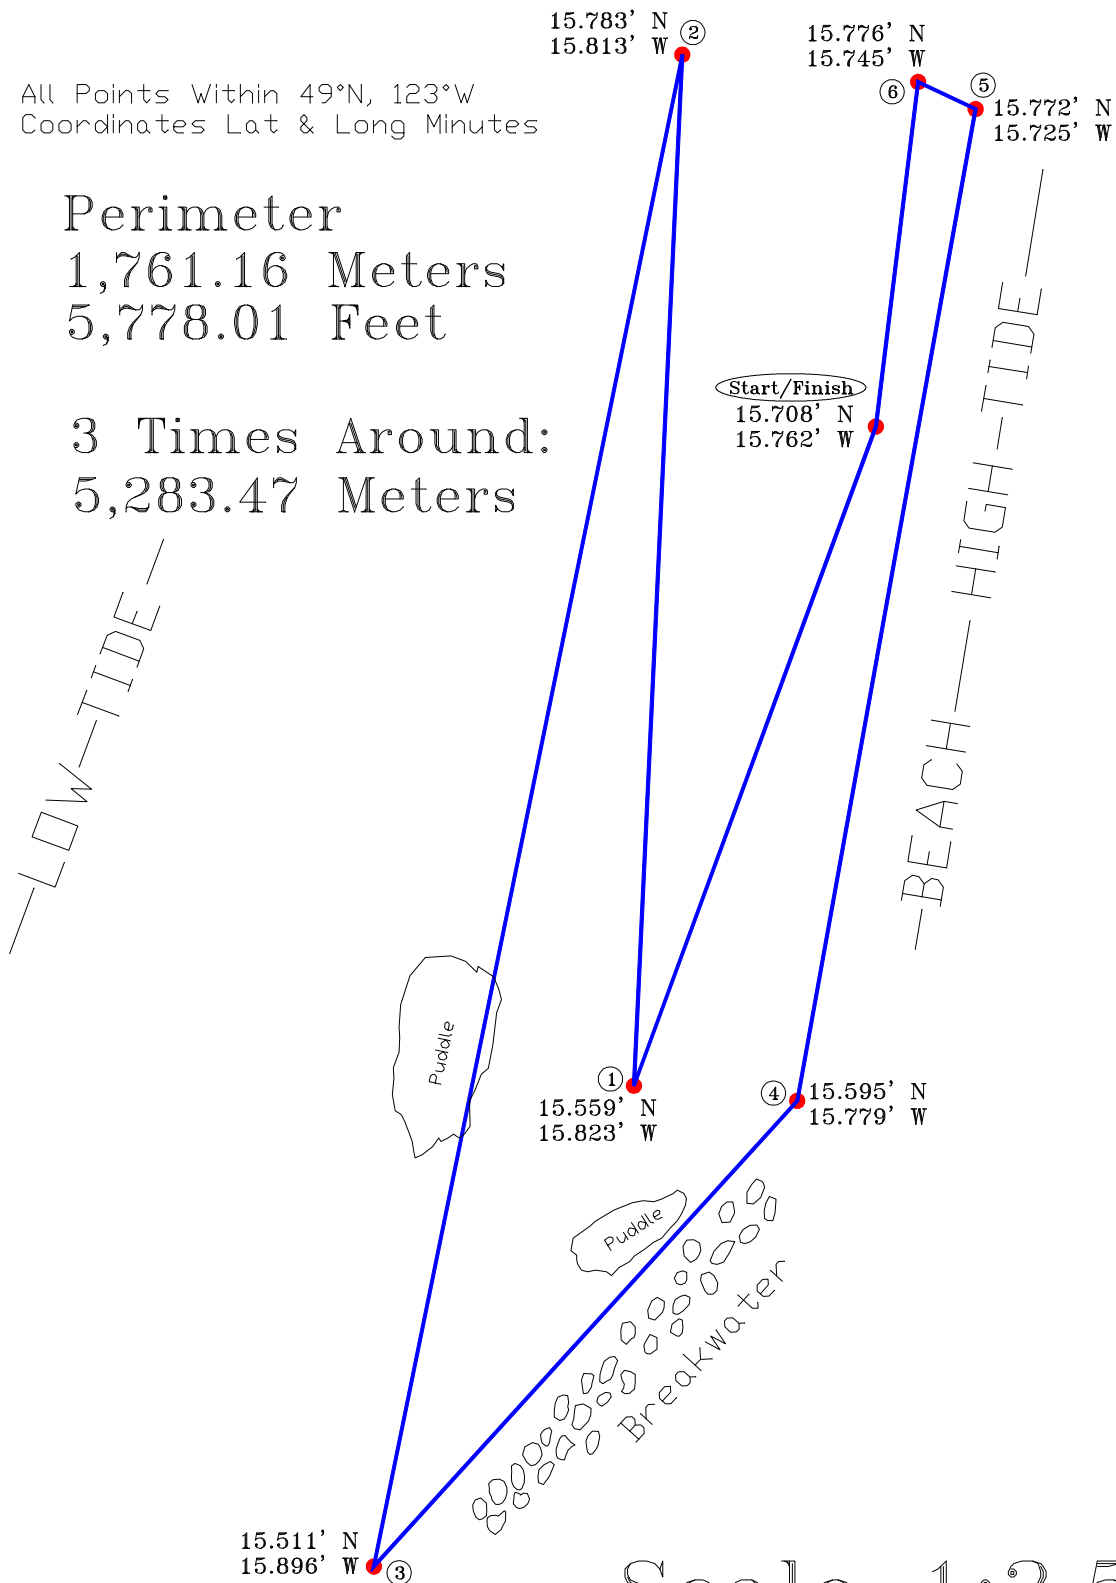 15.783' N
15.813' W
2
15.776' N
15.745' W
6
5
15.772' N
15.725' W
All Points Within 49°N, 123°W
Coordinates Lat & Long Minutes
Perimeter
1,761.16 Meters
5,778.01 Feet
3 Times Around:
5,283.47 Meters
Start/Finish
15.708' N
15.762' W
LOW-TIDE
BEACH HIGH-TIDE
Puddle
1
15.559' N
15.823' W
4
15.595' N
15.779' W
Puddle
Breakwater
15.511' N
15.896' W
3